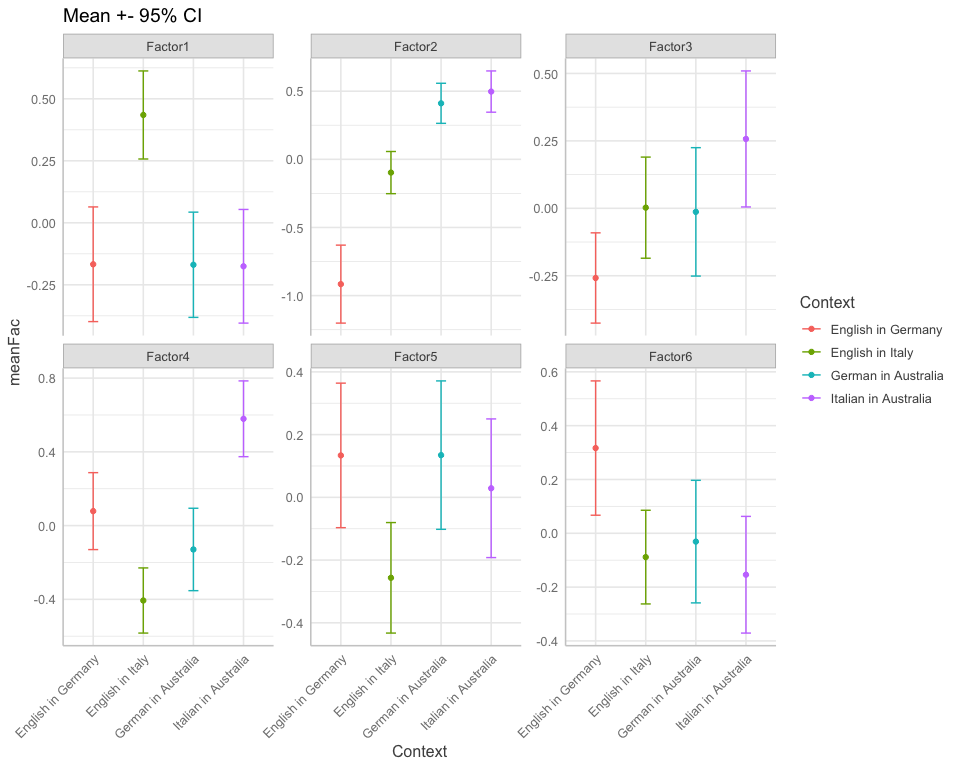 Mean +- 95% CI
Factor1
Factor2
Factor3
0.50
0.25
0.00
-0.25
0.5
0.0
-0.5
-1.0
0.50
0.25
0.00
-0.25
meanFac
Factor4
Factor5
Factor6
0.8
0.4
0.0
-0.4
0.4
0.2
0.0
-0.2
-0.4
0.6
0.4
0.2
0.0
-0.2
-0.4
English in Germany
English in Italy
German in Australia
Italian in Australia
English in Germany
English in Italy
German in Australia
Italian in Australia
English in Germany
English in Italy
German in Australia
Italian in Australia
Context
Context
English in Germany
English in Italy
German in Australia
Italian in Australia